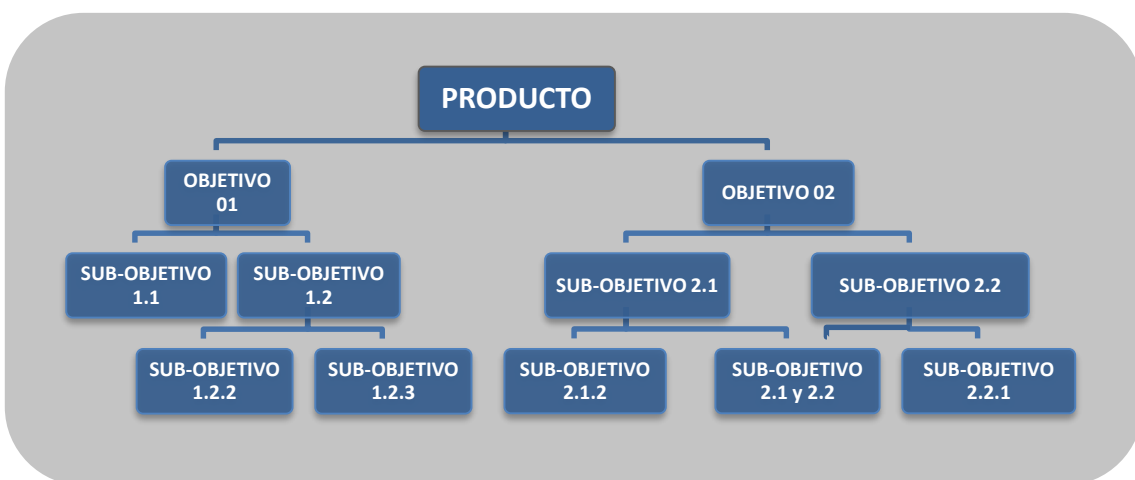 PRODUCTO
OBJETIVO
01
OBJETIVO 02
SUB-OBJETIVO
1.1
SUB-OBJETIVO
1.2
SUB-OBJETIVO 2.1
SUB-OBJETIVO 2.2
SUB-OBJETIVO
1.2.2
SUB-OBJETIVO
1.2.3
SUB-OBJETIVO
2.1.2
SUB-OBJETIVO
2.1 y 2.2
SUB-OBJETIVO
2.2.1